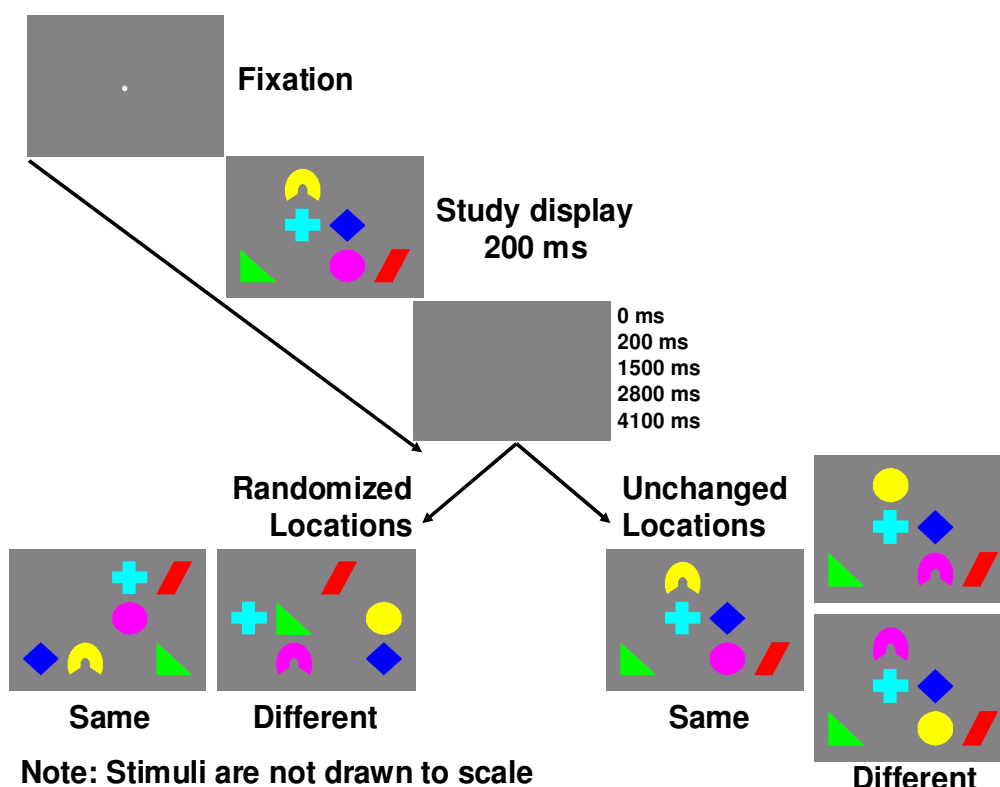 Fixation
Study display
200 ms
0 ms
200 ms
1500 ms
2800 ms
4100 ms
Randomized
Locations
Unchanged
Locations
Same
Different
Same
Different
Note: Stimuli are not drawn to scale